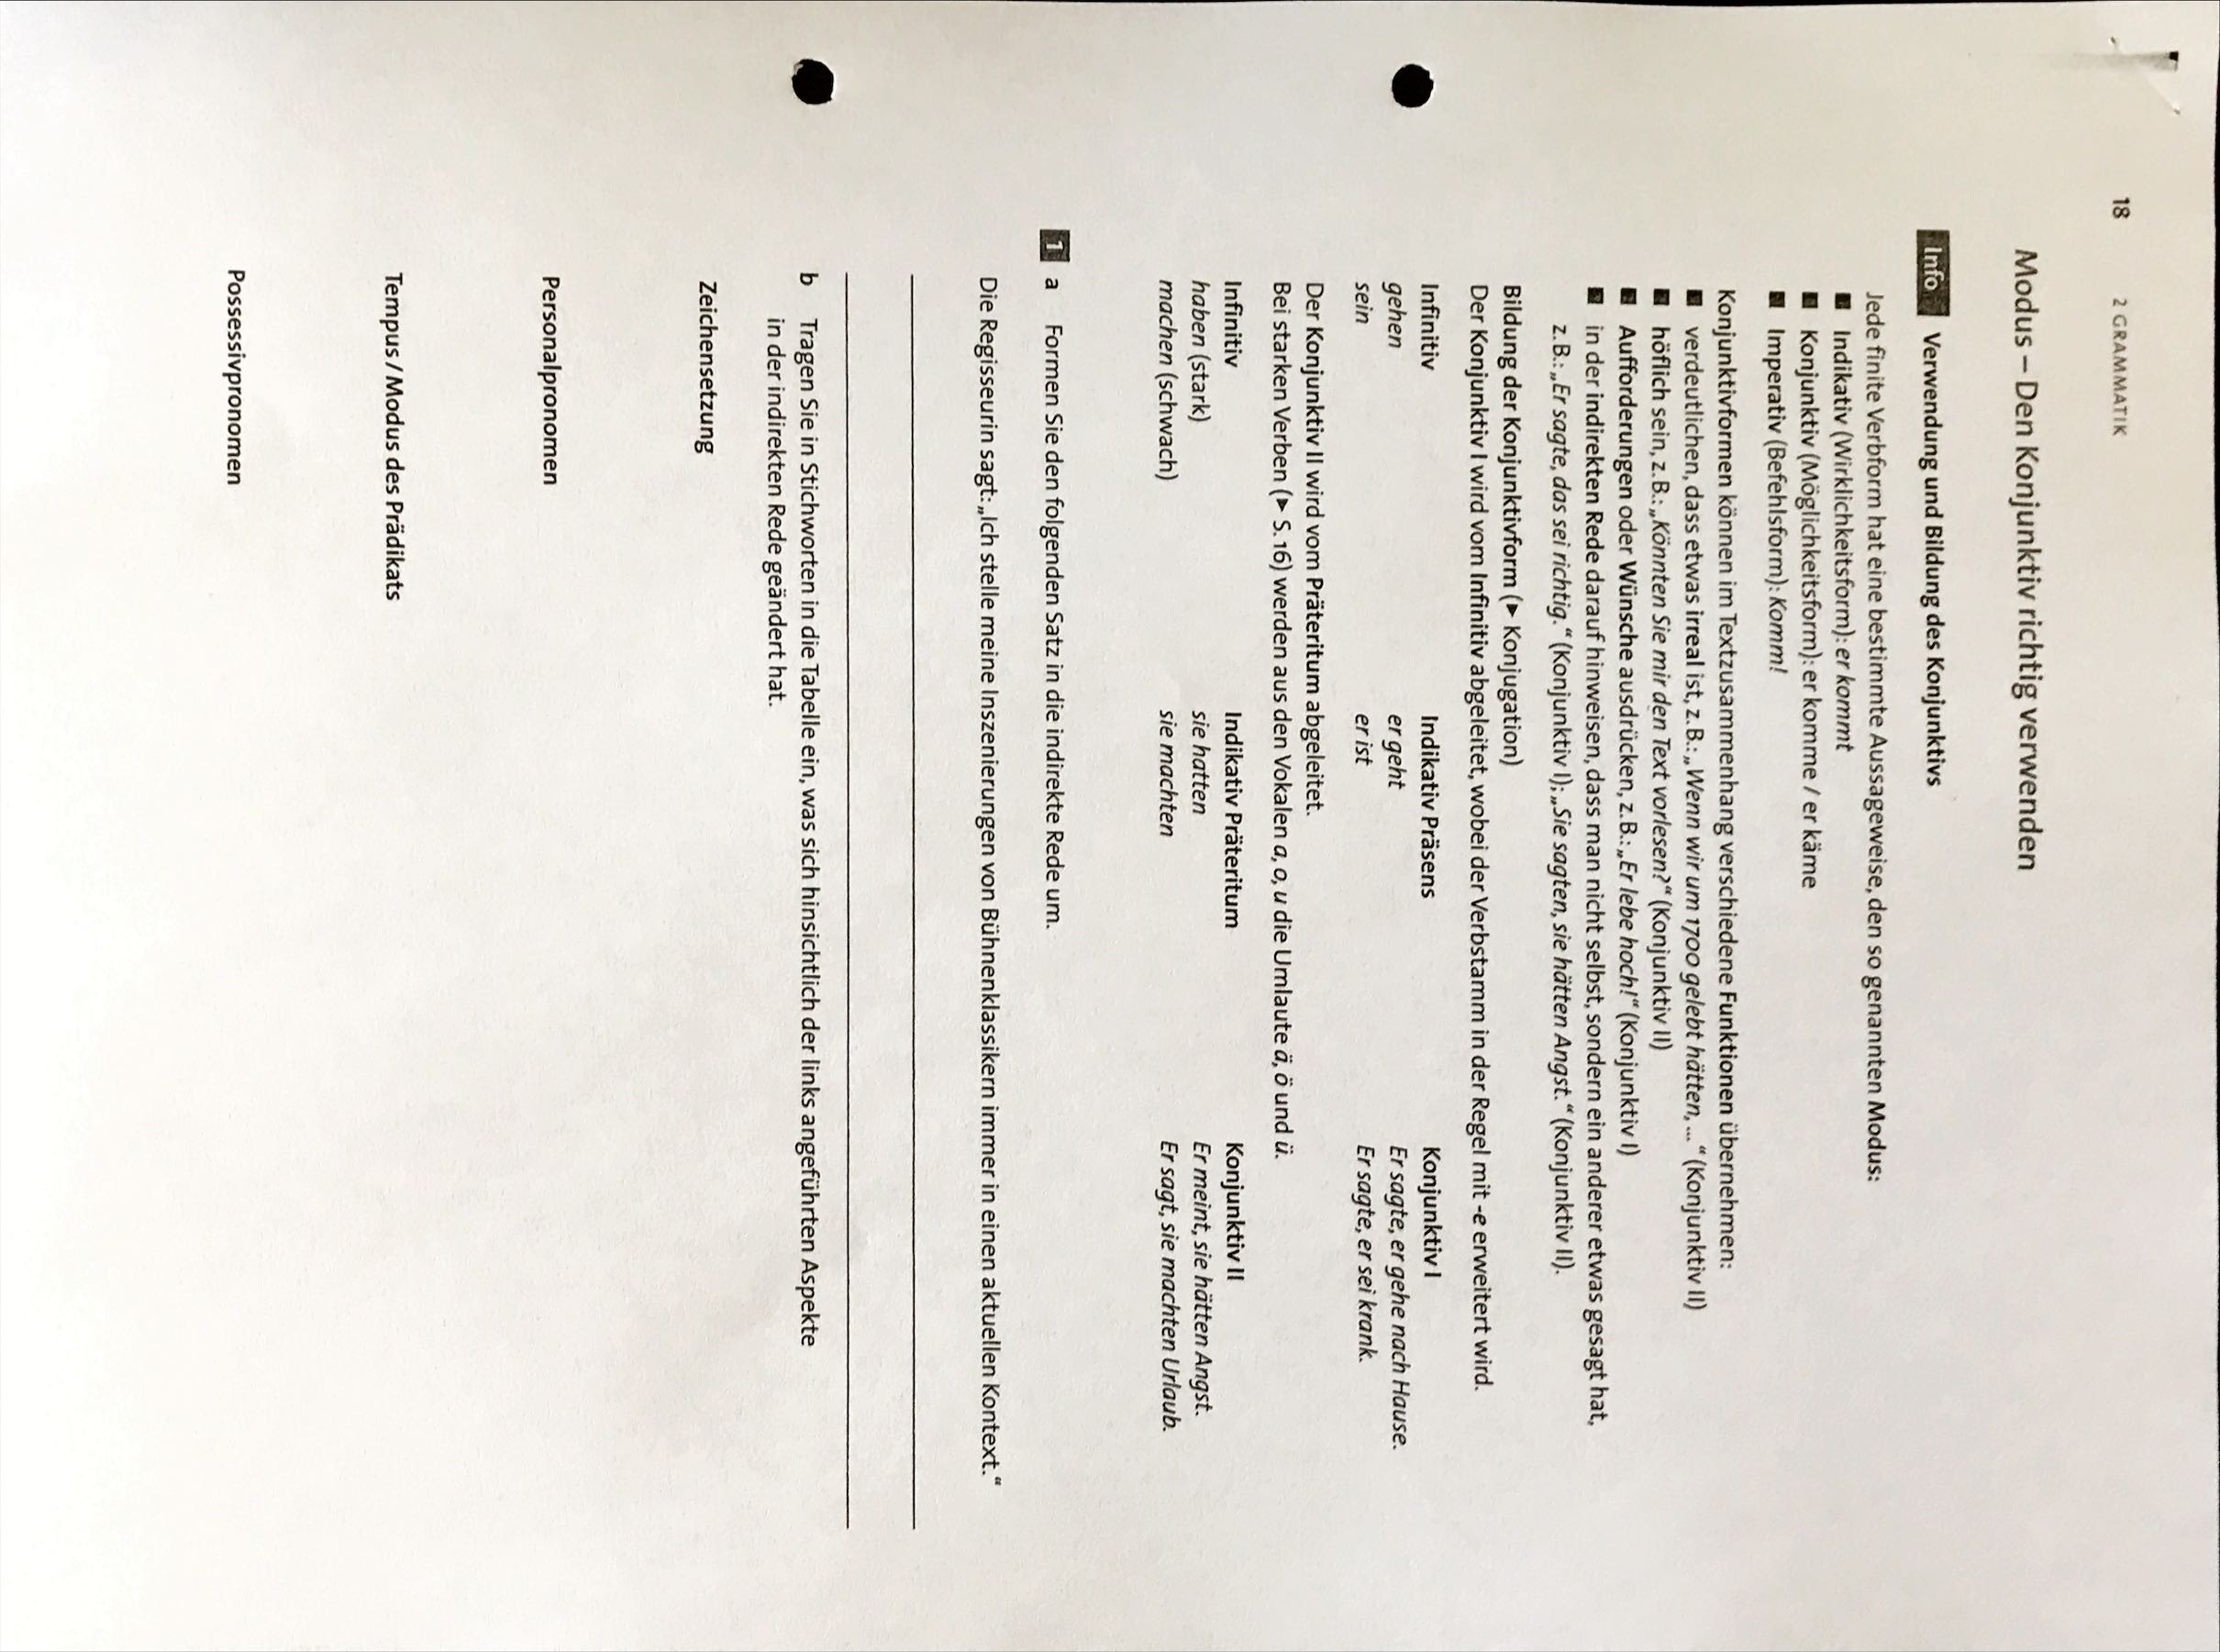 18 2 GRAMMATIK
Modus – Den Konjunktiv richtig verwenden
Info Verwendung und Bildung des Konjunktivs
Jede finite Verbform hat eine bestimmte Aussageweise, den so genannten Modus:
■ Indikativ (Wirklichkeitsform): er kommt
■ Konjunktiv (Möglichkeitsform): er komme / er käme
■ Imperativ (Befehlsform): Komm!
Konjunktivformen können im Textzusammenhang verschiedene Funktionen übernehmen:
■ verdeutlichen, dass etwas irreal ist, z. B.: „Wenn wir um 1700 gelebt hätten, ...“ (Konjunktiv II)
■ höflich sein, z. B.: „Könnten Sie mir den Text vorlesen?“ (Konjunktiv II)
■ Aufforderungen oder Wünsche ausdrücken, z. B.: „Er lebe hoch!“ (Konjunktiv I)
■ in der indirekten Rede darauf hinweisen, dass man nicht selbst, sondern ein anderer etwas gesagt hat,
z. B.: „Er sagte, das sei richtig.“ (Konjunktiv I); „Sie sagten, sie hätten Angst.“ (Konjunktiv II).
Bildung der Konjunktivform (▶ Konjugation)
Der Konjunktiv I wird vom Infinitiv abgeleitet, wobei der Verbstamm in der Regel mit -e erweitert wird.
Infinitiv Indikativ Präsens Konjunktiv I
gehen er geht Er sagte, er gehe nach Hause.
sein er ist Er sagte, er sei krank.
Der Konjunktiv II wird vom Präteritum abgeleitet.
Bei starken Verben (▶ S. 16) werden aus den Vokalen a, o, u die Umlaute ä, ö und ü.
Infinitiv Indikativ Präteritum Konjunktiv II
haben (stark) sie hatten Er meint, sie hätten Angst.
machen (schwach) sie machten Er sagt, sie machten Urlaub.
1 a Formen Sie den folgenden Satz in die indirekte Rede um.
Die Regisseurin sagt: „Ich stelle meine Inszenierungen von Bühnenklassikern immer in einen aktuellen Kontext.“
b Tragen Sie in Stichworten in die Tabelle ein, was sich hinsichtlich der links angeführten Aspekte
in der indirekten Rede geändert hat.
Zeichensetzung
Personalpronomen
Tempus / Modus des Prädikats
Possessivpronomen